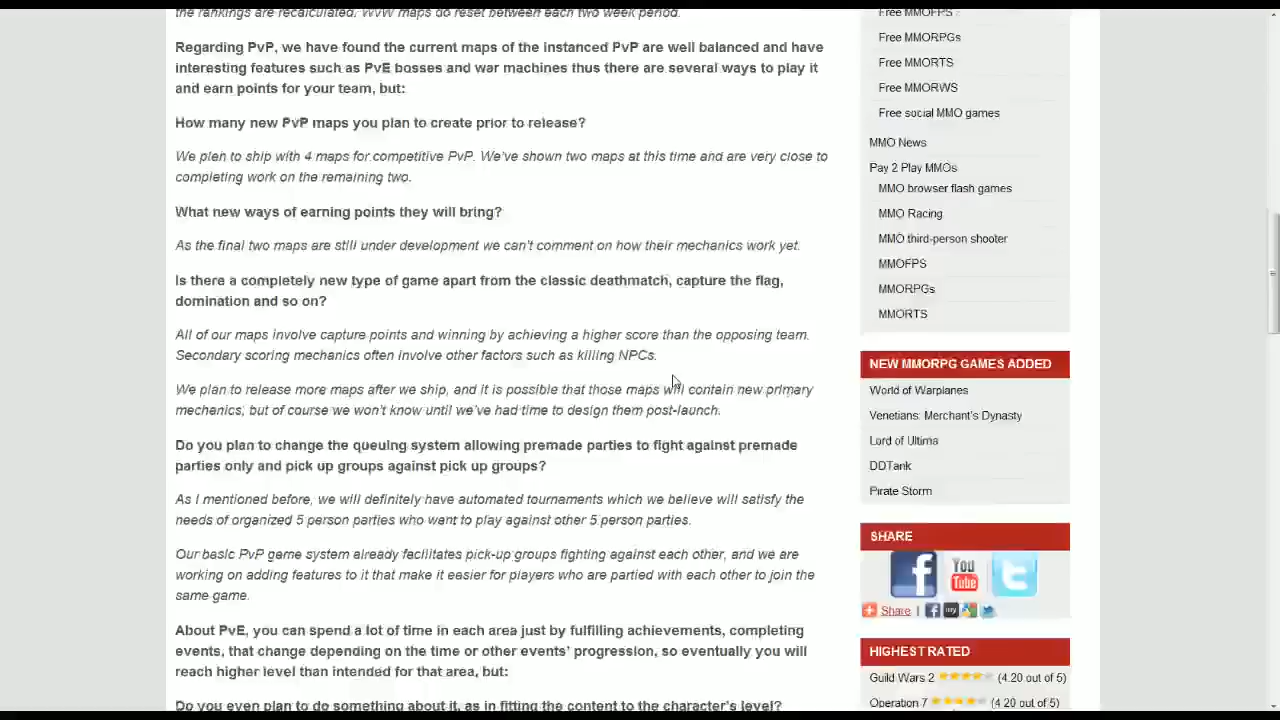 the rankings are recalculated, WvW maps do reset between each two week period.
Regarding PvP, we have found the current maps of the instanced PvP are well balanced and have
interesting features such as PvE bosses and war machines thus there are several ways to play it
and earn points for your team, but:
How many new PvP maps you plan to create prior to release?
We plan to ship with 4 maps for competitive PvP. We've shown two maps at this time and are very close to
completing work on the remaining two.
What new ways of earning points they will bring?
As the final two maps are still under development we can't comment on how their mechanics work yet.
Is there a completely new type of game apart from the classic deathmatch, capture the flag,
domination and so on?
All of our maps involve capture points and winning by achieving a higher score than the opposing team.
Secondary scoring mechanics often involve other factors such as killing NPCs.
We plan to release more maps after we ship, and it is possible that those maps will contain new primary
mechanics, but of course we won't know until we've had time to design them post-launch.
Do you plan to change the queuing system allowing premade parties to fight against premade
parties only and pick up groups against pick up groups?
As I mentioned before, we will definitely have automated tournaments which we believe will satisfy the
needs of organized 5 person parties who want to play against other 5 person parties.
Our basic PvP game system already facilitates pick-up groups fighting against each other, and we are
working on adding features to it that make it easier for players who are partied with each other to join the
same game.
About PvE, you can spend a lot of time in each area just by fulfilling achievements, completing
events, that change depending on the time or other events' progression, so eventually you will
reach higher level than intended for that area, but:
Do you even plan to do something about it, as in fitting the content to the character's level?
Free MMOFPS
Free MMORPGs
Free MMORTS
Free MMORWS
Free social MMO games
MMO News
Pay 2 Play MMOs
MMO browser flash games
MMO Racing
MMO third-person shooter
MMOFPS
MMORPGs
MMORTS
NEW MMORPG GAMES ADDED
World of Warplanes
Venetians: Merchant's Dynasty
Lord of Ultima
DDTank
Pirate Storm
SHARE
f You Tube t
Share | f my
HIGHEST RATED
Guild Wars 2 (4.20 out of 5)
Operation 7 (4.20 out of 5)